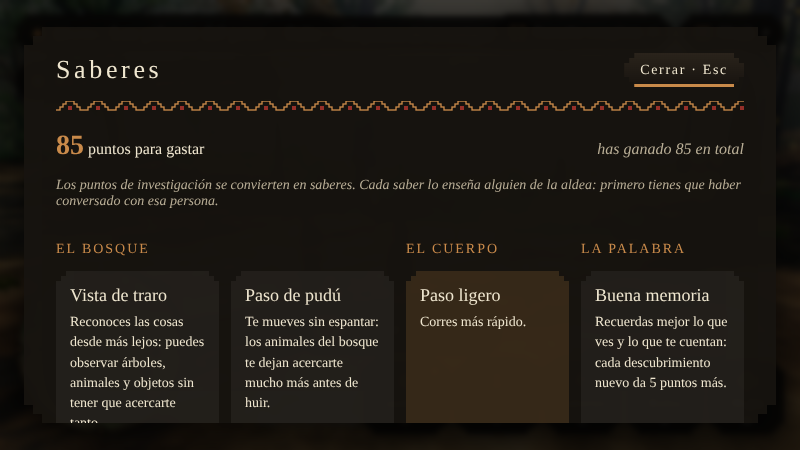 Saberes
Cerrar · Esc
85 puntos para gastar
has ganado 85 en total
Los puntos de investigación se convierten en saberes. Cada saber lo enseña alguien de la aldea: primero tienes que haber
conversado con esa persona.
EL BOSQUE
EL CUERPO
LA PALABRA
Vista de traro
Reconoces las cosas
desde más lejos: puedes
observar árboles,
animales y objetos sin
tener que acercarte
tanto.
Paso de pudú
Te mueves sin espantar:
los animales del bosque
te dejan acercarte
mucho más antes de
huir.
Paso ligero
Corres más rápido.
Buena memoria
Recuerdas mejor lo que
ves y lo que te cuentan:
cada descubrimiento
nuevo da 5 puntos más.